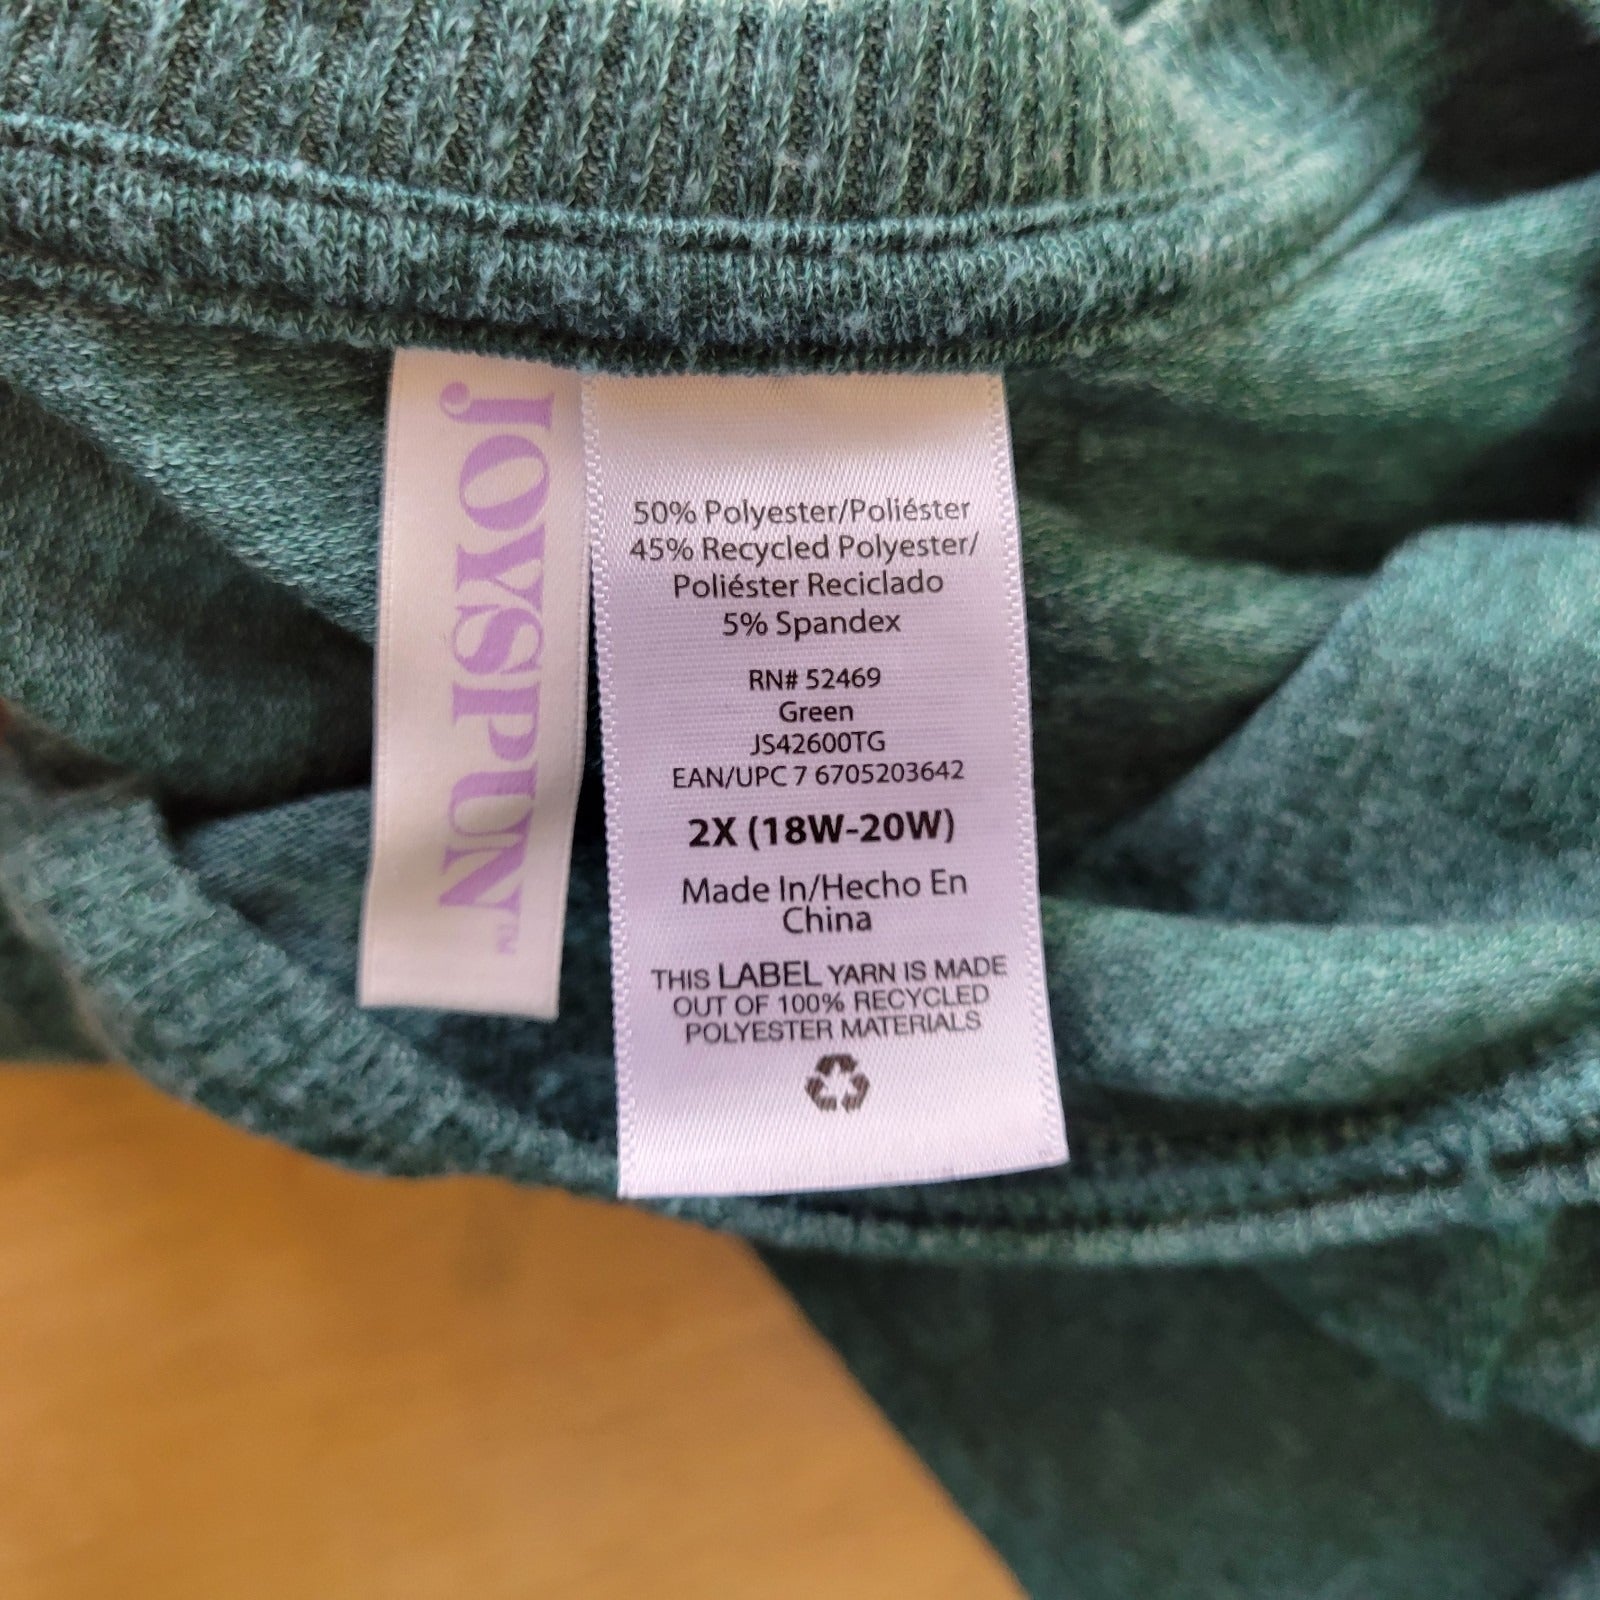 JOYSPUN™
50% Polyester/Poliéster
45% Recycled Polyester/
Poliéster Reciclado
5% Spandex
RN# 52469
Green
JS42600TG
EAN/UPC 7 6705203642
2X (18W-20W)
Made In/Hecho En
China
THIS LABEL YARN IS MADE
OUT OF 100% RECYCLED
POLYESTER MATERIALS